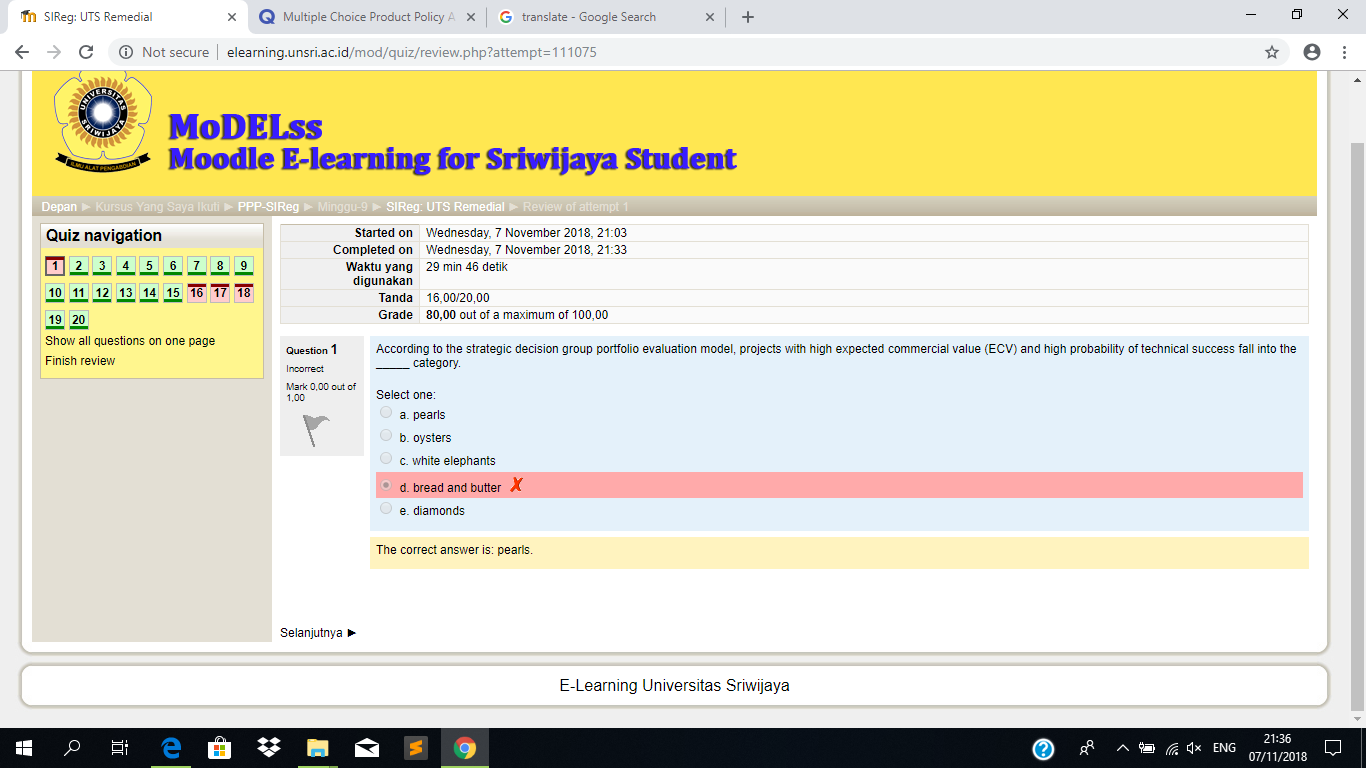 SIReg: UTS Remedial
Multiple Choice Product Policy A
translate - Google Search
Not secure
elearning.unsri.ac.id/mod/quiz/review.php?attempt=111075
UNIVERSITAS
SRIWIJAYA
ILMU ALAT PENGABDIAN
MoDELss
Moodle E-learning for Sriwijaya Student
Depan ► Kursus Yang Saya Ikuti ► PPP-SIReg ► Minggu-9 ► SIReg: UTS Remedial ► Review of attempt 1
Quiz navigation
1 2 3 4 5 6 7 8 9
10 11 12 13 14 15 16 17 18
19 20
Show all questions on one page
Finish review
Started on Wednesday, 7 November 2018, 21:03
Completed on Wednesday, 7 November 2018, 21:33
Waktu yang digunakan 29 min 46 detik
Tanda 16,00/20,00
Grade 80,00 out of a maximum of 100,00
Question 1
Incorrect
Mark 0,00 out of
1,00
According to the strategic decision group portfolio evaluation model, projects with high expected commercial value (ECV) and high probability of technical success fall into the
_____ category.
Select one:
a. pearls
b. oysters
c. white elephants
d. bread and butter ✗
e. diamonds
The correct answer is: pearls.
Selanjutnya ►
E-Learning Universitas Sriwijaya
ENG
21:36
07/11/2018